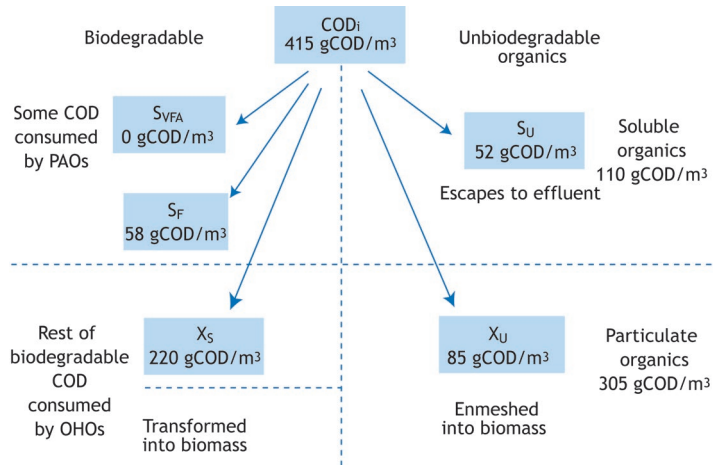 Biodegradable
CODi
415 gCOD/m3
Unbiodegradable
organics
Some COD
consumed
by PAOs
SVFA
0 gCOD/m3
SU
52 gCOD/m3
Soluble
organics
110 gCOD/m3
Escapes to effluent
SF
58 gCOD/m3
Rest of
biodegradable
COD
consumed
by OHOs
XS
220 gCOD/m3
XU
85 gCOD/m3
Particulate
organics
305 gCOD/m3
Transformed
into biomass
Enmeshed
into biomass